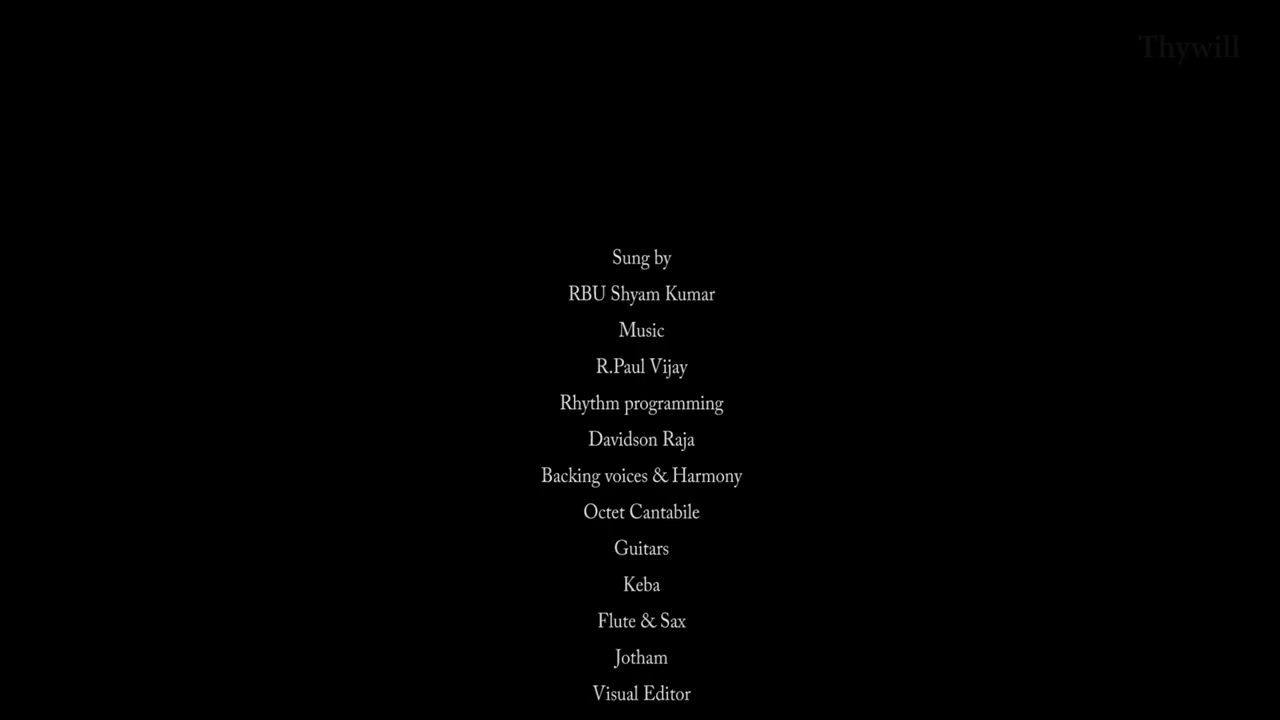 Thywill
Sung by
RBU Shyam Kumar
Music
R.Paul Vijay
Rhythm programming
Davidson Raja
Backing voices & Harmony
Octet Cantabile
Guitars
Keba
Flute & Sax
Jotham
Visual Editor